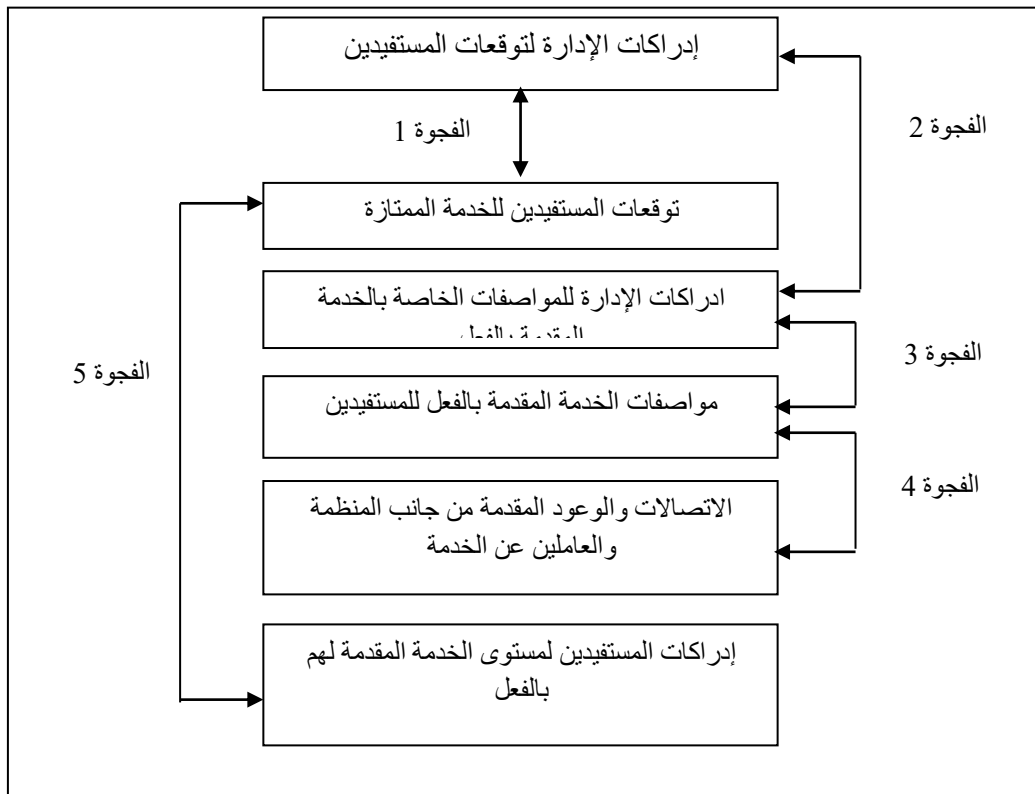 إدراكات الإدارة لتوقعات المستفيدين
الفجوة 2
الفجوة 1
توقعات المستفيدين للخدمة الممتازة
ادراكات الإدارة للمواصفات الخاصة بالخدمة
المقدمة بالفعل
الفجوة 3
الفجوة 5
مواصفات الخدمة المقدمة بالفعل للمستفيدين
الفجوة 4
الاتصالات والوعود المقدمة من جانب المنظمة
والعاملين عن الخدمة
إدراكات المستفيدين لمستوى الخدمة المقدمة لهم
بالفعل